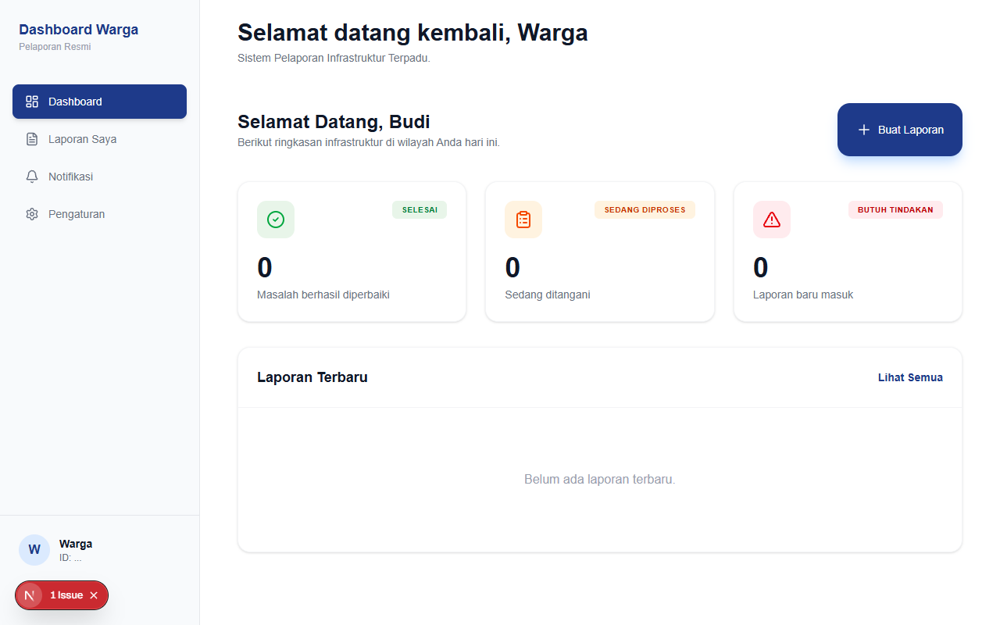 Dashboard Warga
Pelaporan Resmi
Dashboard
Laporan Saya
Notifikasi
Pengaturan
W
Warga
ID: ...
N
1 Issue
Selamat datang kembali, Warga
Sistem Pelaporan Infrastruktur Terpadu.
Selamat Datang, Budi
Berikut ringkasan infrastruktur di wilayah Anda hari ini.
Buat Laporan
SELESAI
0
Masalah berhasil diperbaiki
SEDANG DIPROSES
0
Sedang ditangani
BUTUH TINDAKAN
0
Laporan baru masuk
Laporan Terbaru
Lihat Semua
Belum ada laporan terbaru.